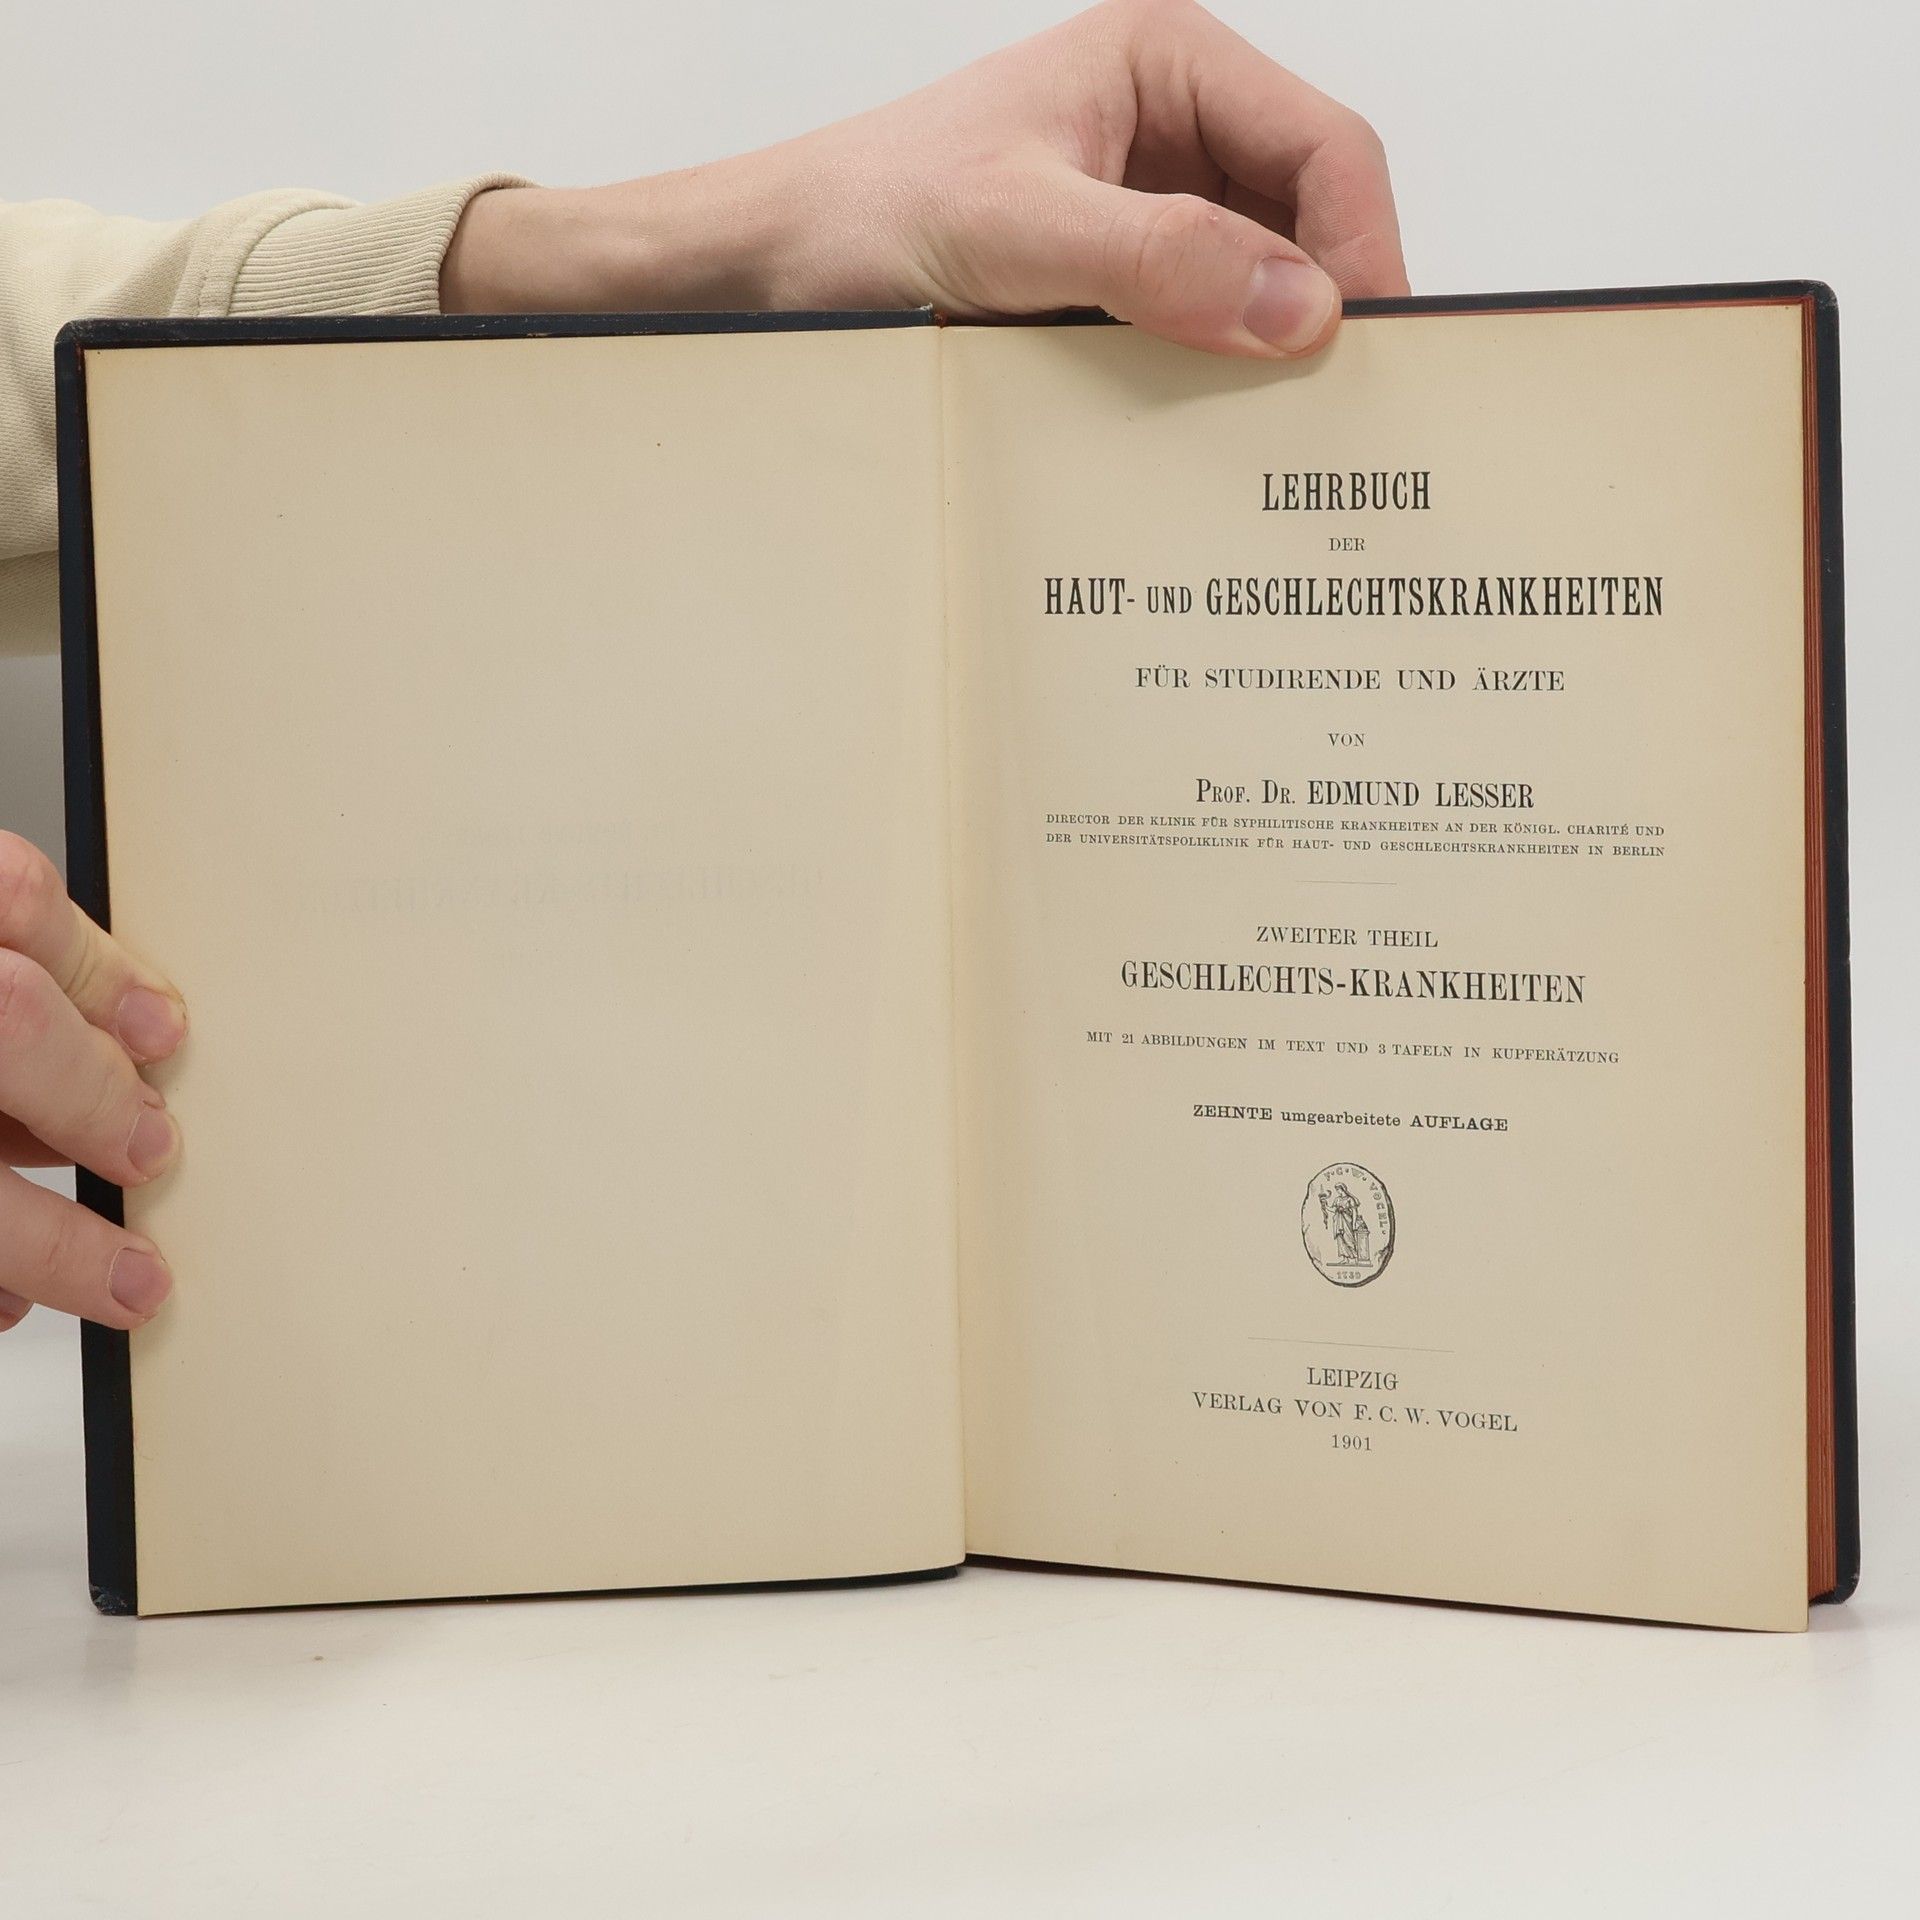 LEHRBUCH
DER
HAUT- UND GESCHLECHTSKRANKHEITEN
FÜR STUDIRENDE UND ÄRZTE
VON
PROF. DR. EDMUND LESSER
DIRECTOR DER KLINIK FÜR SYPHILITISCHE KRANKHEITEN AN DER KÖNIGL. CHARITÉ UND
DER UNIVERSITÄTSPOLIKLINIK FÜR HAUT- UND GESCHLECHTSKRANKHEITEN IN BERLIN
ZWEITER THEIL
GESCHLECHTS-KRANKHEITEN
MIT 21 ABBILDUNGEN IM TEXT UND 3 TAFELN IN KUPFERÄTZUNG
ZEHNTE umgearbeitete AUFLAGE
F·C·W·VOGEL·
LEIPZIG
VERLAG VON F. C. W. VOGEL
1901